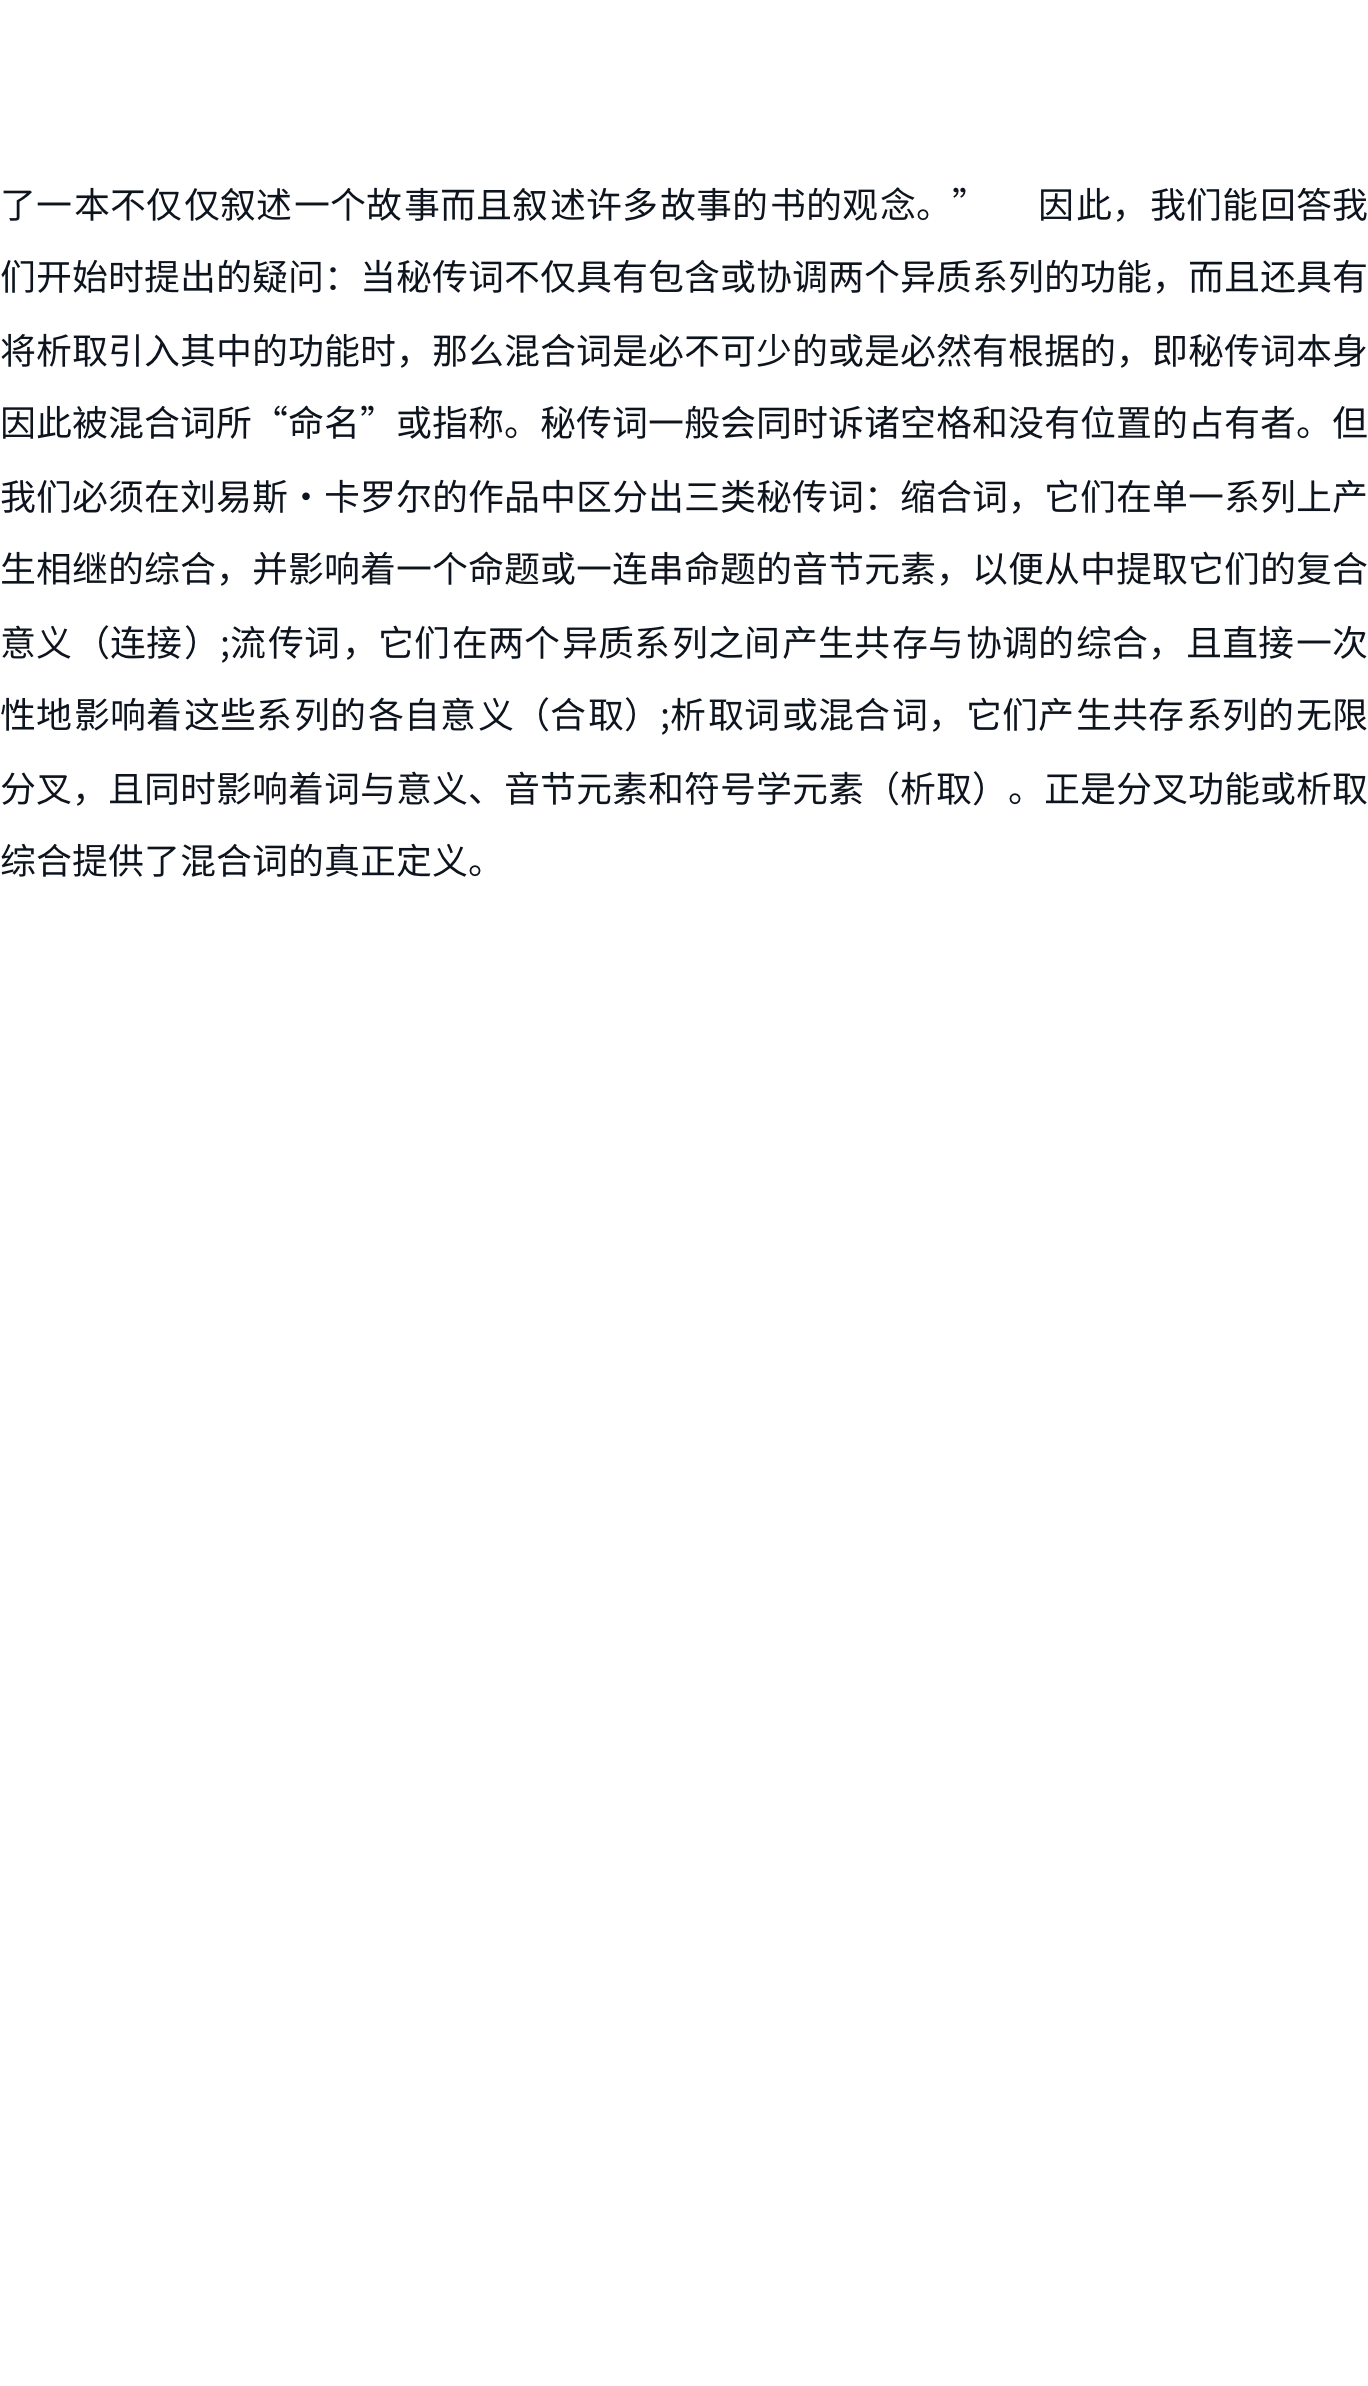 了一本不仅仅叙述一个故事而且叙述许多故事的书的观念。”　　因此，我们能回答我
们开始时提出的疑问：当秘传词不仅具有包含或协调两个异质系列的功能，而且还具有
将析取引入其中的功能时，那么混合词是必不可少的或是必然有根据的，即秘传词本身
因此被混合词所“命名”或指称。秘传词一般会同时诉诸空格和没有位置的占有者。但
我们必须在刘易斯·卡罗尔的作品中区分出三类秘传词：缩合词，它们在单一系列上产
生相继的综合，并影响着一个命题或一连串命题的音节元素，以便从中提取它们的复合
意义（连接）;流传词，它们在两个异质系列之间产生共存与协调的综合，且直接一次
性地影响着这些系列的各自意义（合取）;析取词或混合词，它们产生共存系列的无限
分叉，且同时影响着词与意义、音节元素和符号学元素（析取）。正是分叉功能或析取
综合提供了混合词的真正定义。